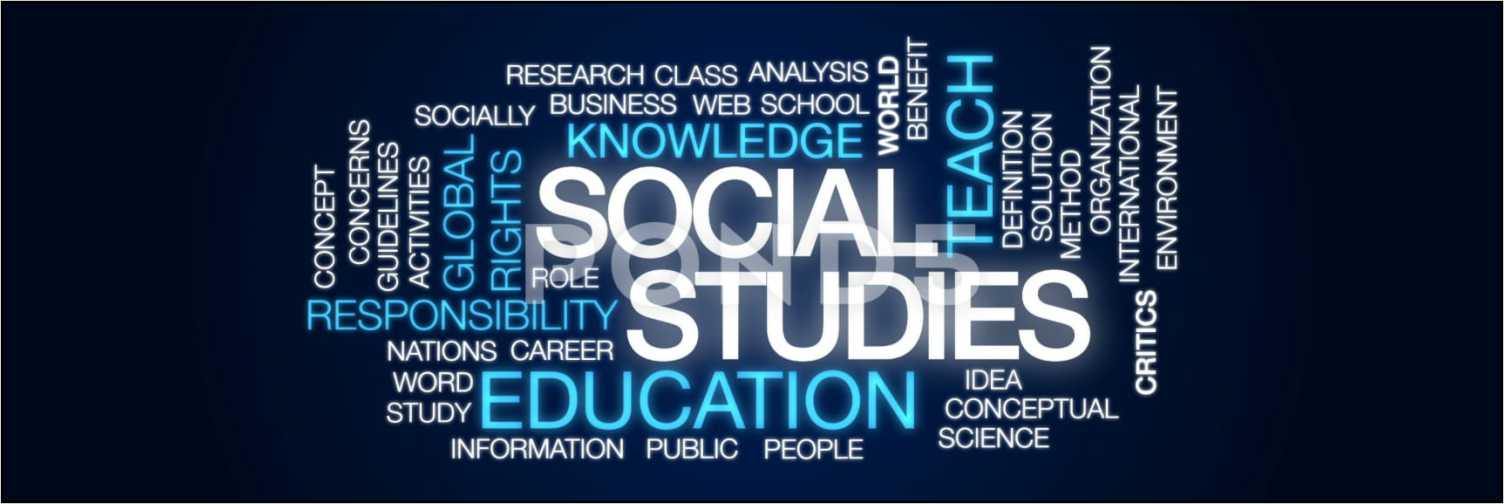 RESEARCH CLASS ANALYSIS
BUSINESS WEB SCHOOL
SOCIALLY
KNOWLEDGE
WORLD
BENEFIT
TEACH
DEFINITION
SOLUTION
METHOD
ORGANIZATION
INTERNATIONAL
ENVIRONMENT
CONCEPT
CONCERNS
GUIDELINES
ACTIVITIES
GLOBAL
RIGHTS
SOCIAL
POND5
ROLE
STUDIES
RESPONSIBILITY
CRITICS
NATIONS CAREER
WORD
EDUCATION
IDEA
STUDY
CONCEPTUAL
SCIENCE
INFORMATION PUBLIC PEOPLE